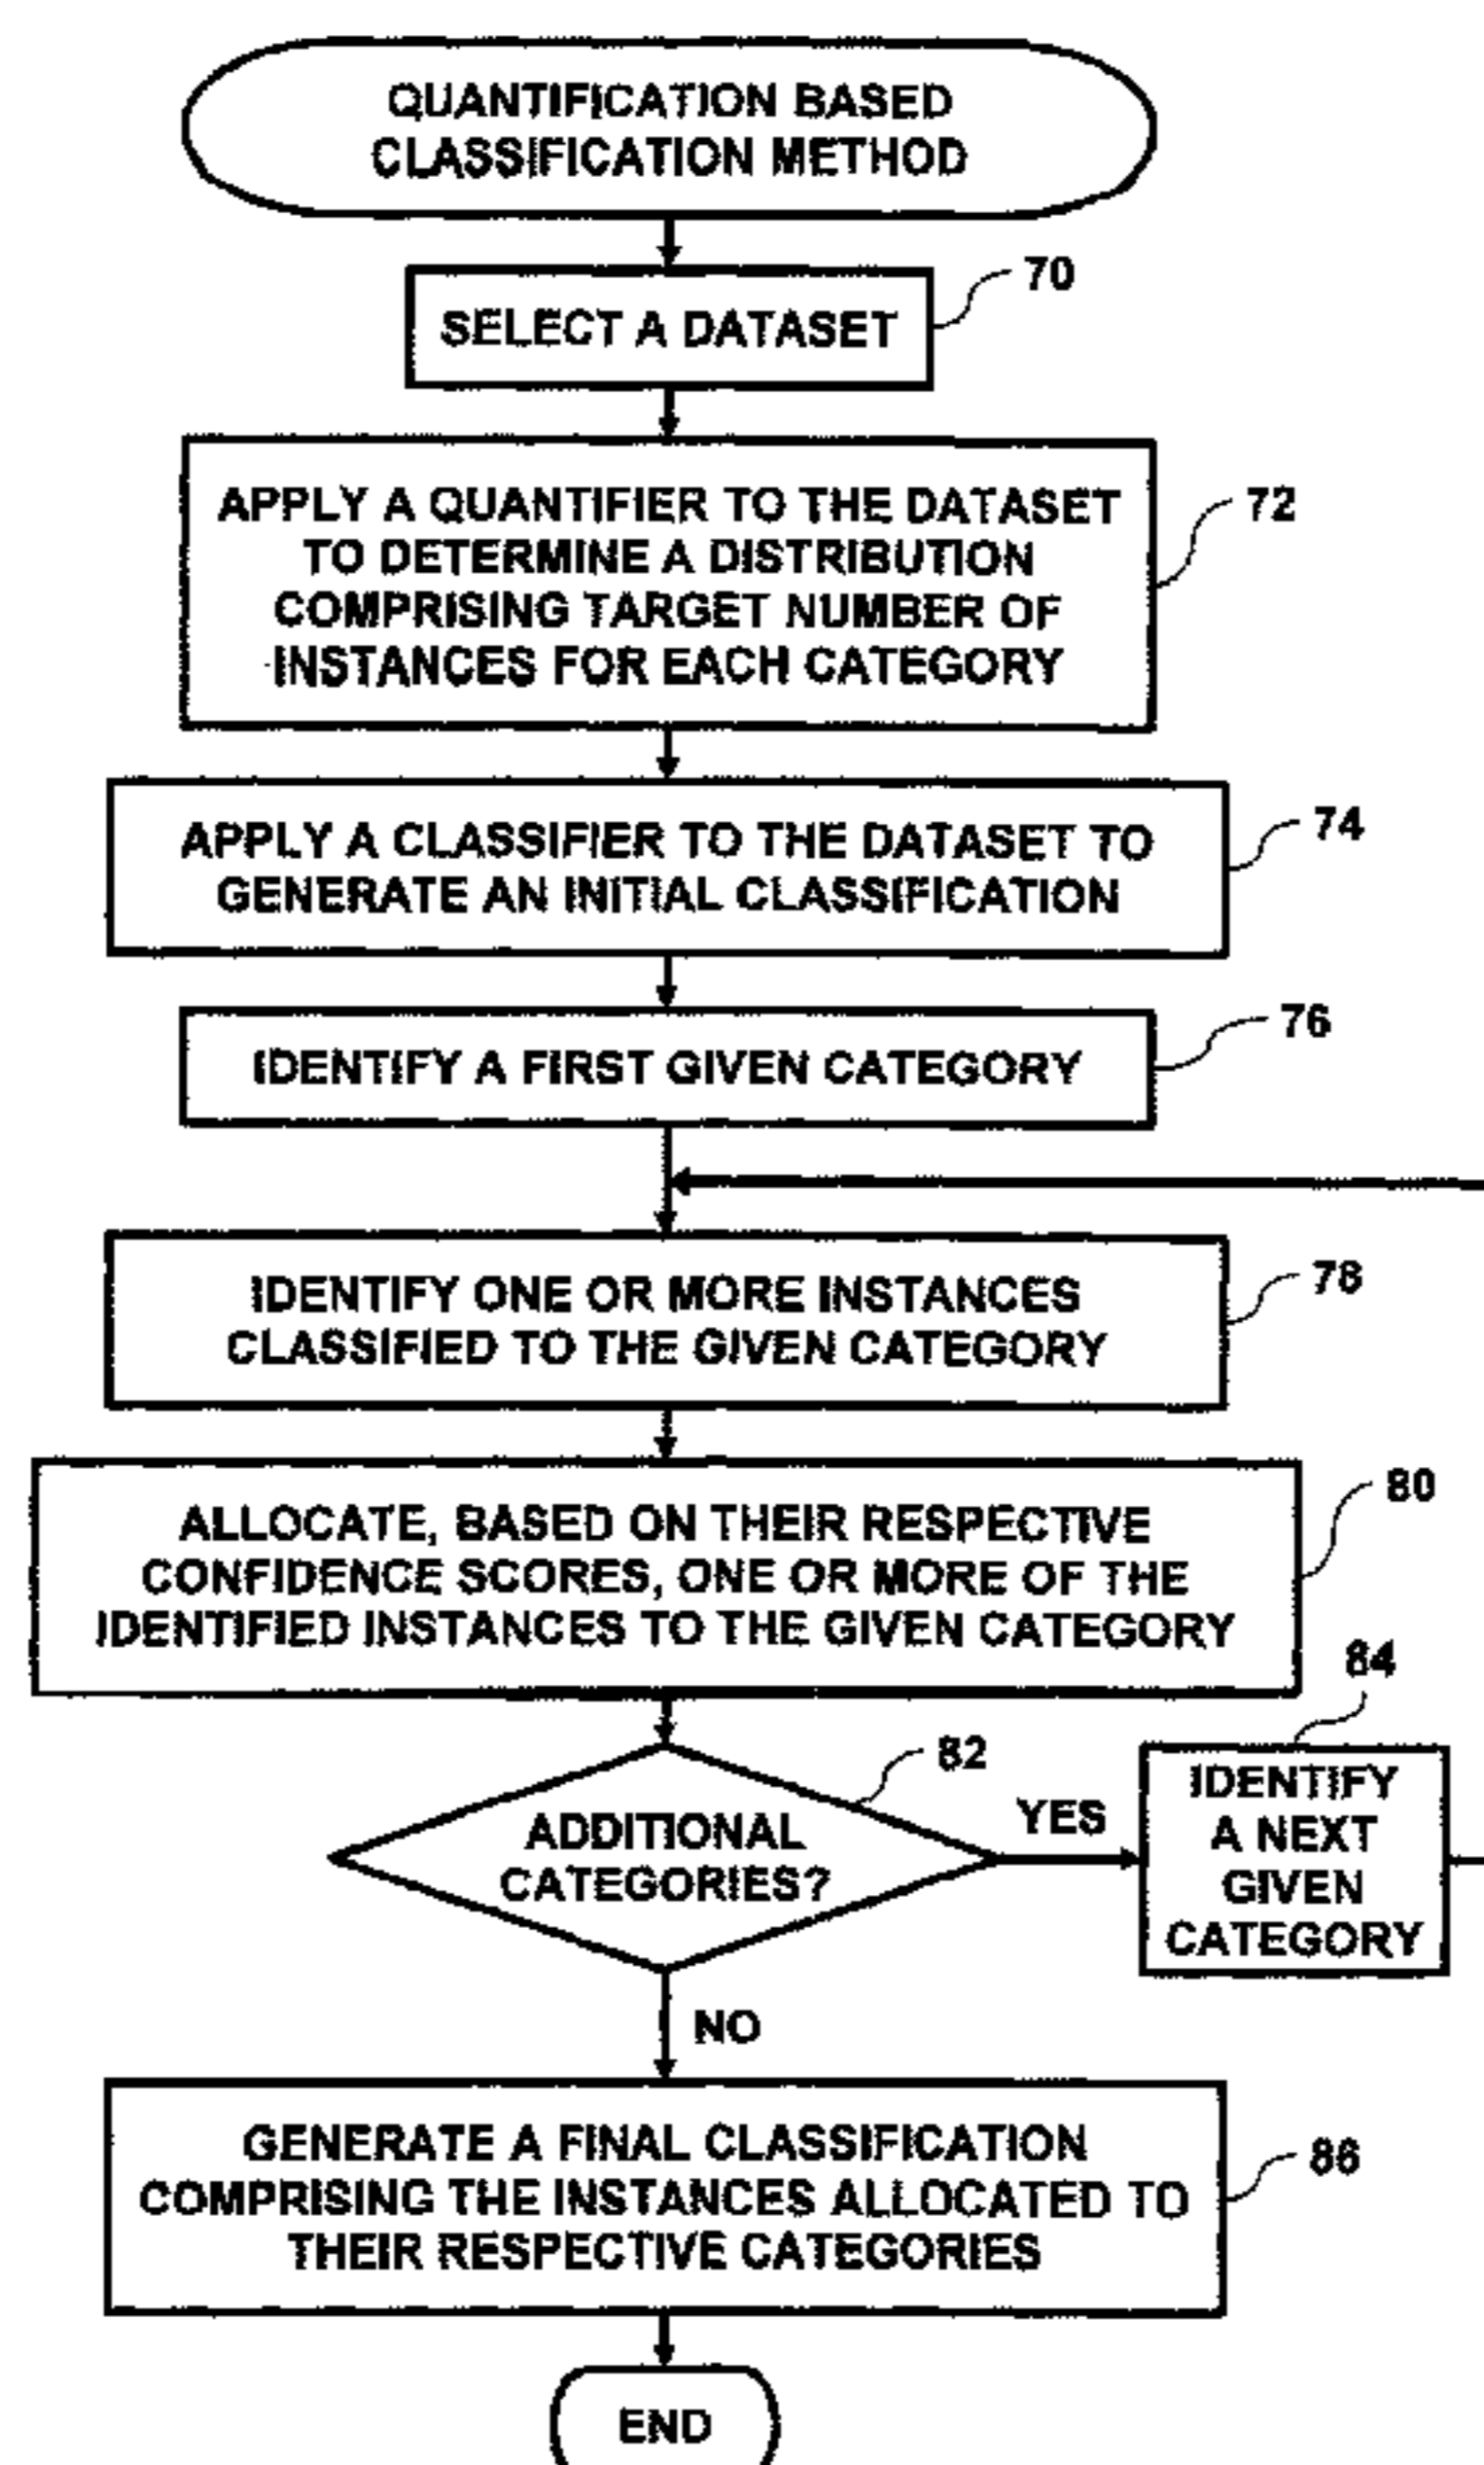 QUANTIFICATION BASED
CLASSIFICATION METHOD
70
SELECT A DATASET
72
APPLY A QUANTIFIER TO THE DATASET
TO DETERMINE A DISTRIBUTION
COMPRISING TARGET NUMBER OF
INSTANCES FOR EACH CATEGORY
74
APPLY A CLASSIFIER TO THE DATASET TO
GENERATE AN INITIAL CLASSIFICATION
76
IDENTIFY A FIRST GIVEN CATEGORY
78
IDENTIFY ONE OR MORE INSTANCES
CLASSIFIED TO THE GIVEN CATEGORY
80
ALLOCATE, BASED ON THEIR RESPECTIVE
CONFIDENCE SCORES, ONE OR MORE OF THE
IDENTIFIED INSTANCES TO THE GIVEN CATEGORY
82
ADDITIONAL
CATEGORIES?
YES
84
IDENTIFY
A NEXT
GIVEN
CATEGORY
NO
86
GENERATE A FINAL CLASSIFICATION
COMPRISING THE INSTANCES ALLOCATED TO
THEIR RESPECTIVE CATEGORIES
END